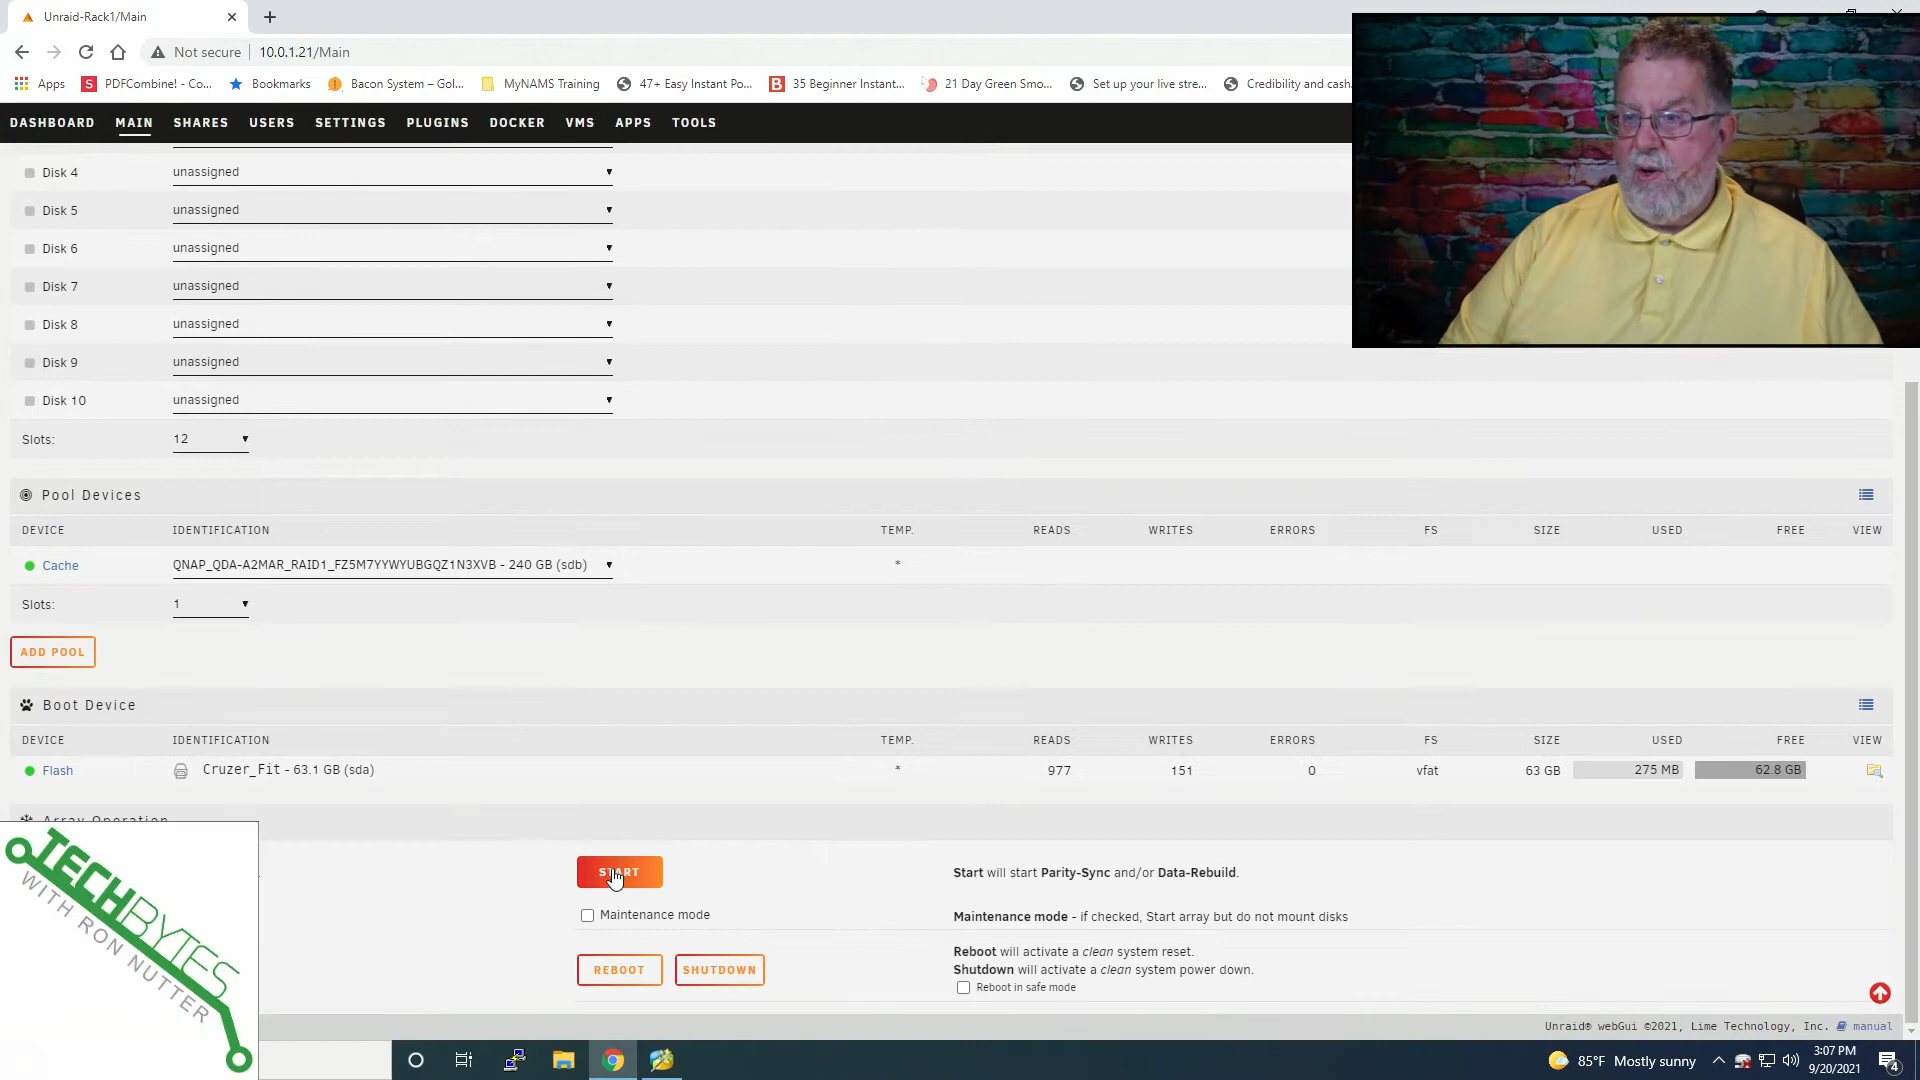 Unraid-Rack1/Main
Not secure 10.0.1.21/Main
Apps PDFCombine! - Co... Bookmarks Bacon System – Gol... MyNAMS Training 47+ Easy Instant Po... 35 Beginner Instant... 21 Day Green Smo... Set up your live stre... Credibility and cash
DASHBOARD MAIN SHARES USERS SETTINGS PLUGINS DOCKER VMS APPS TOOLS
Disk 4 unassigned
Disk 5 unassigned
Disk 6 unassigned
Disk 7 unassigned
Disk 8 unassigned
Disk 9 unassigned
Disk 10 unassigned
Slots: 12
Pool Devices
DEVICE IDENTIFICATION TEMP. READS WRITES ERRORS FS SIZE USED FREE VIEW
Cache QNAP_QDA-A2MAR_RAID1_FZ5M7YYWYUBGQZ1N3XVB - 240 GB (sdb) *
Slots: 1
ADD POOL
Boot Device
DEVICE IDENTIFICATION TEMP. READS WRITES ERRORS FS SIZE USED FREE VIEW
Flash Cruzer_Fit - 63.1 GB (sda) * 977 151 0 vfat 63 GB 275 MB 62.8 GB
Array Operation
START Start will start Parity-Sync and/or Data-Rebuild.
Maintenance mode Maintenance mode - if checked, Start array but do not mount disks
REBOOT SHUTDOWN Reboot will activate a clean system reset.
Shutdown will activate a clean system power down.
Reboot in safe mode
TECHBYTES
WITH RON NUTTER
Unraid® webGui ©2021, Lime Technology, Inc. manual
85°F Mostly sunny 3:07 PM
9/20/2021
4